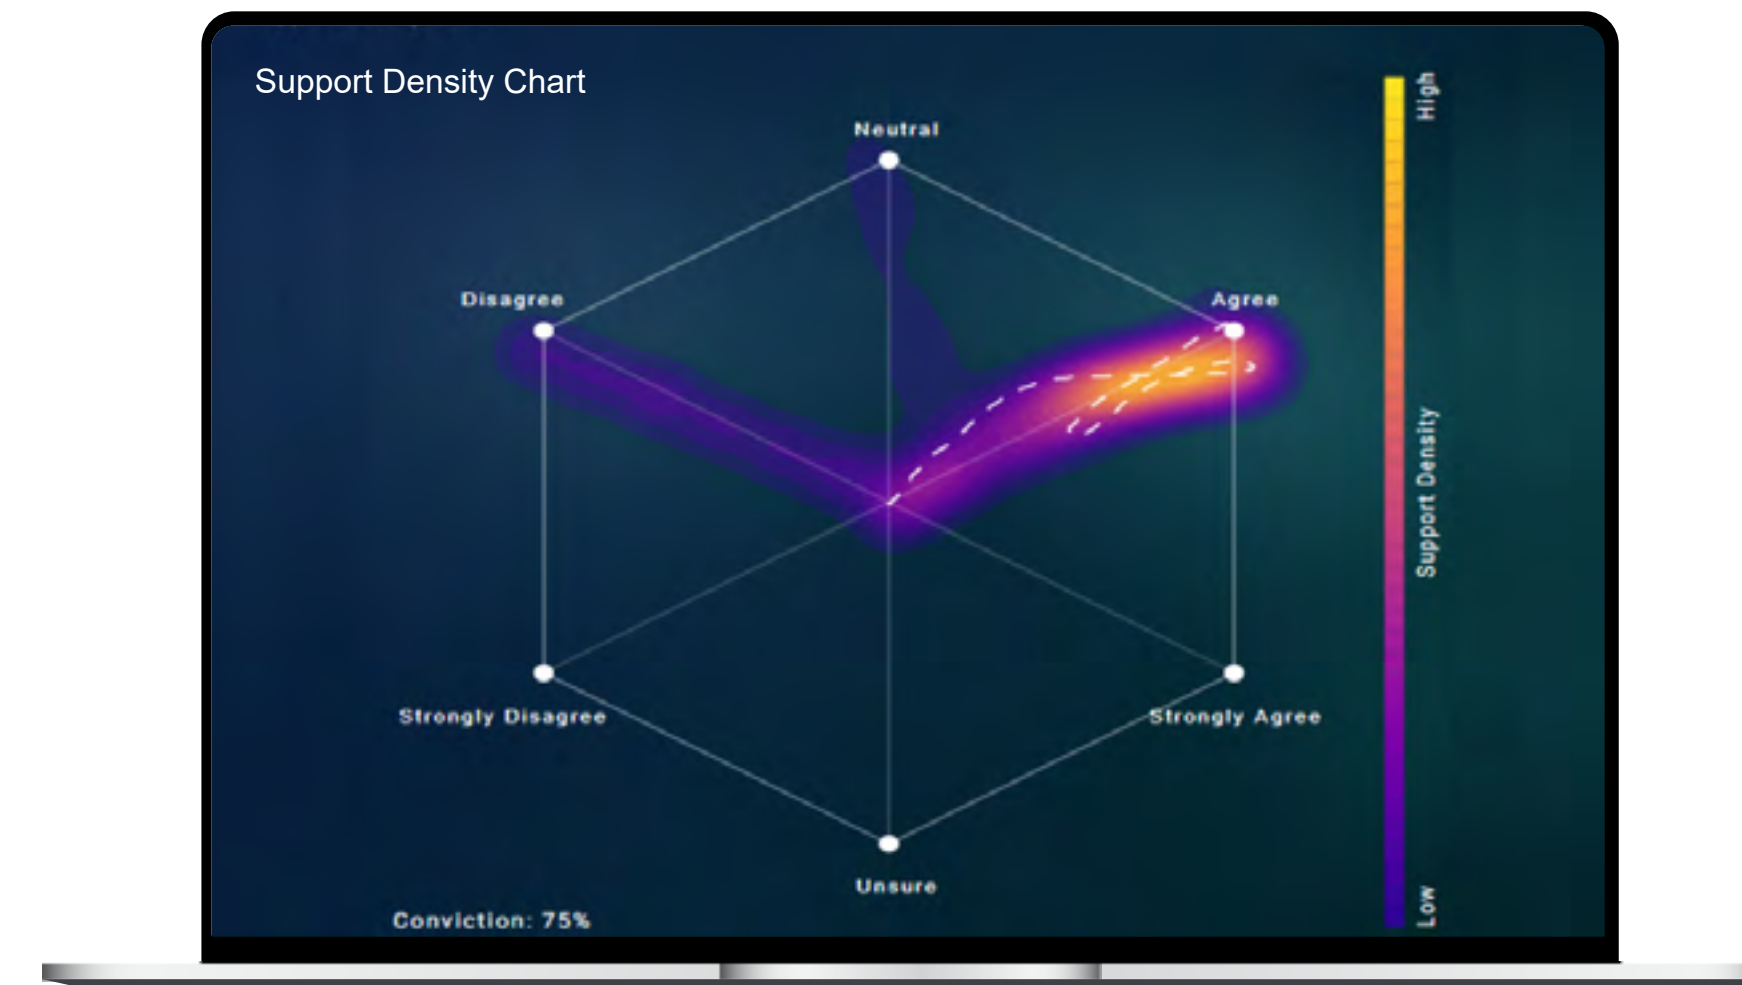 Support Density Chart
High
Neutral
Disagree
Agree
Support Density
Strongly Disagree
Strongly Agree
Unsure
Low
Conviction: 75%